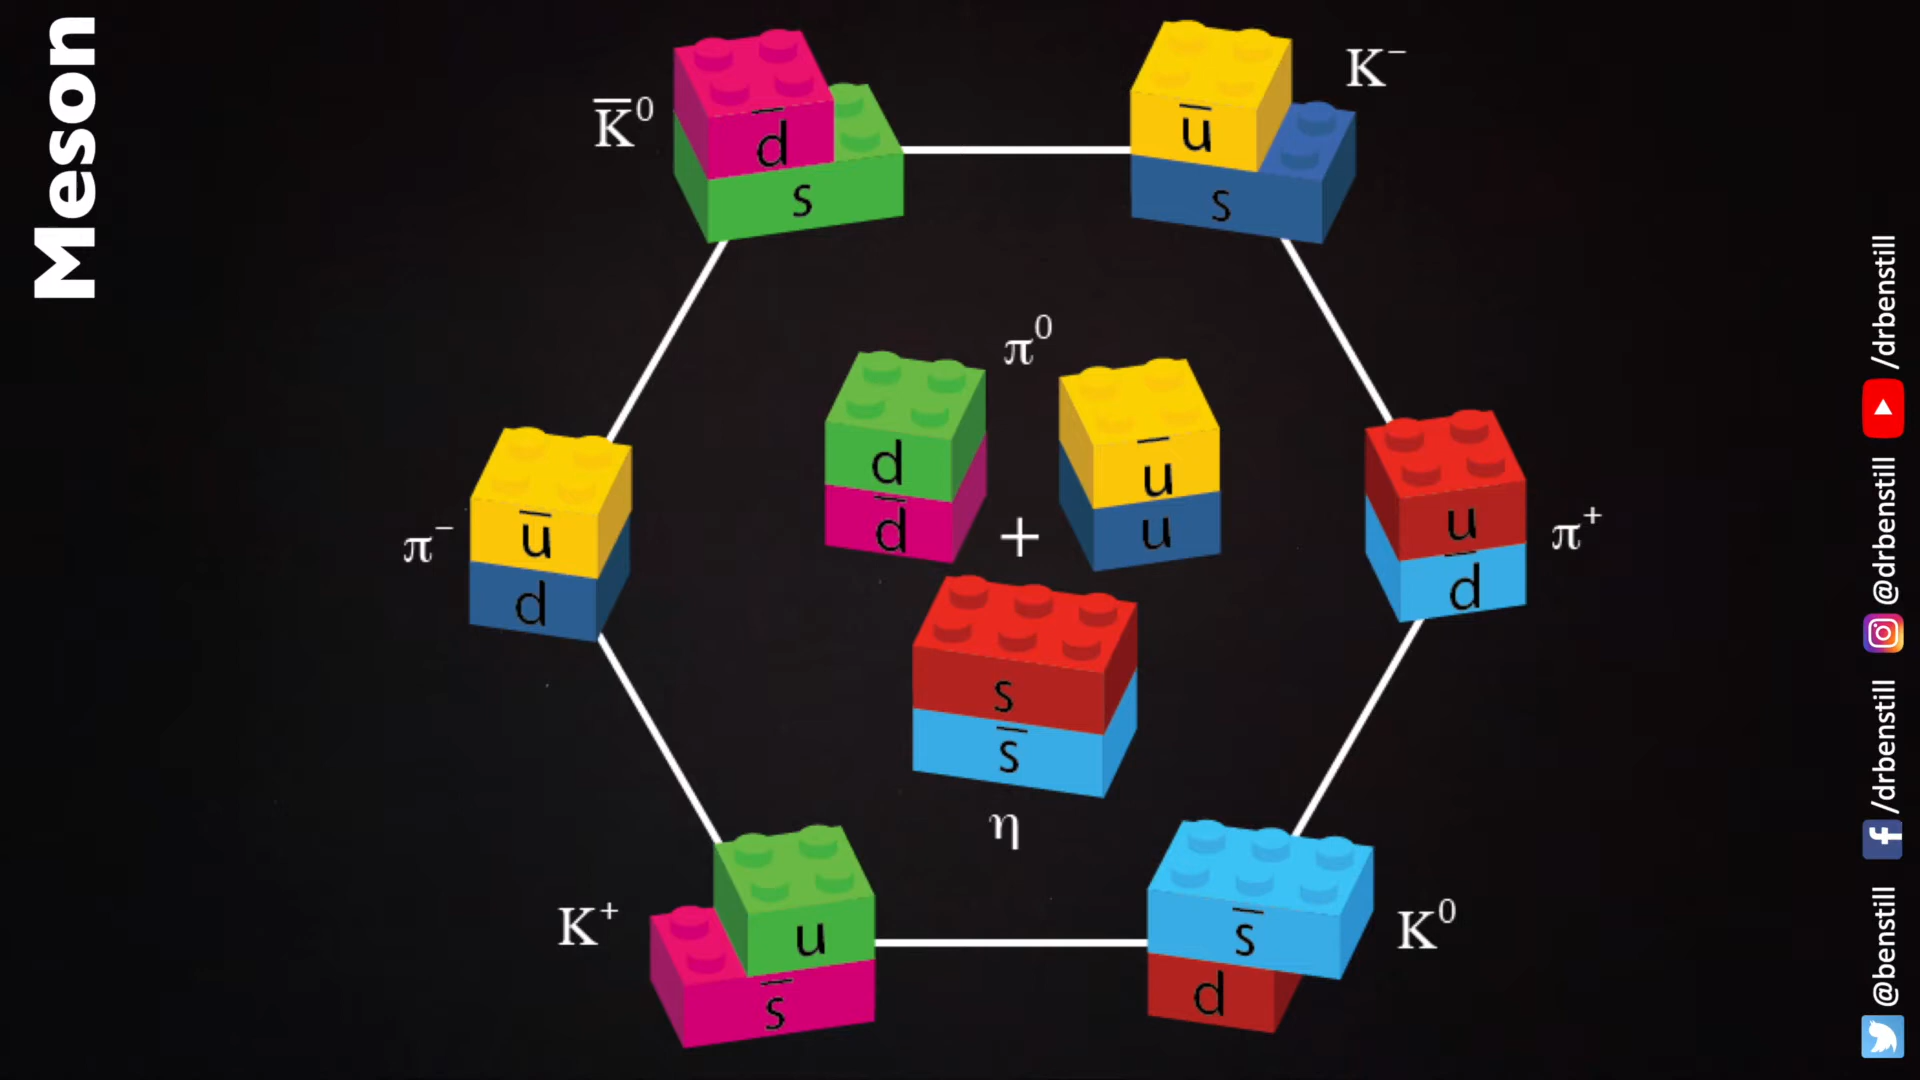 Meson
K̅⁰
d̅
s
u̅
s
K⁻
π⁰
d
d̅
+
u̅
u
π⁻
u̅
d
u
d̅
π⁺
s
s̅
η
K⁺
u
s̅
s̅
d
K⁰
/drbenstill
@drbenstill
/drbenstill
@benstill